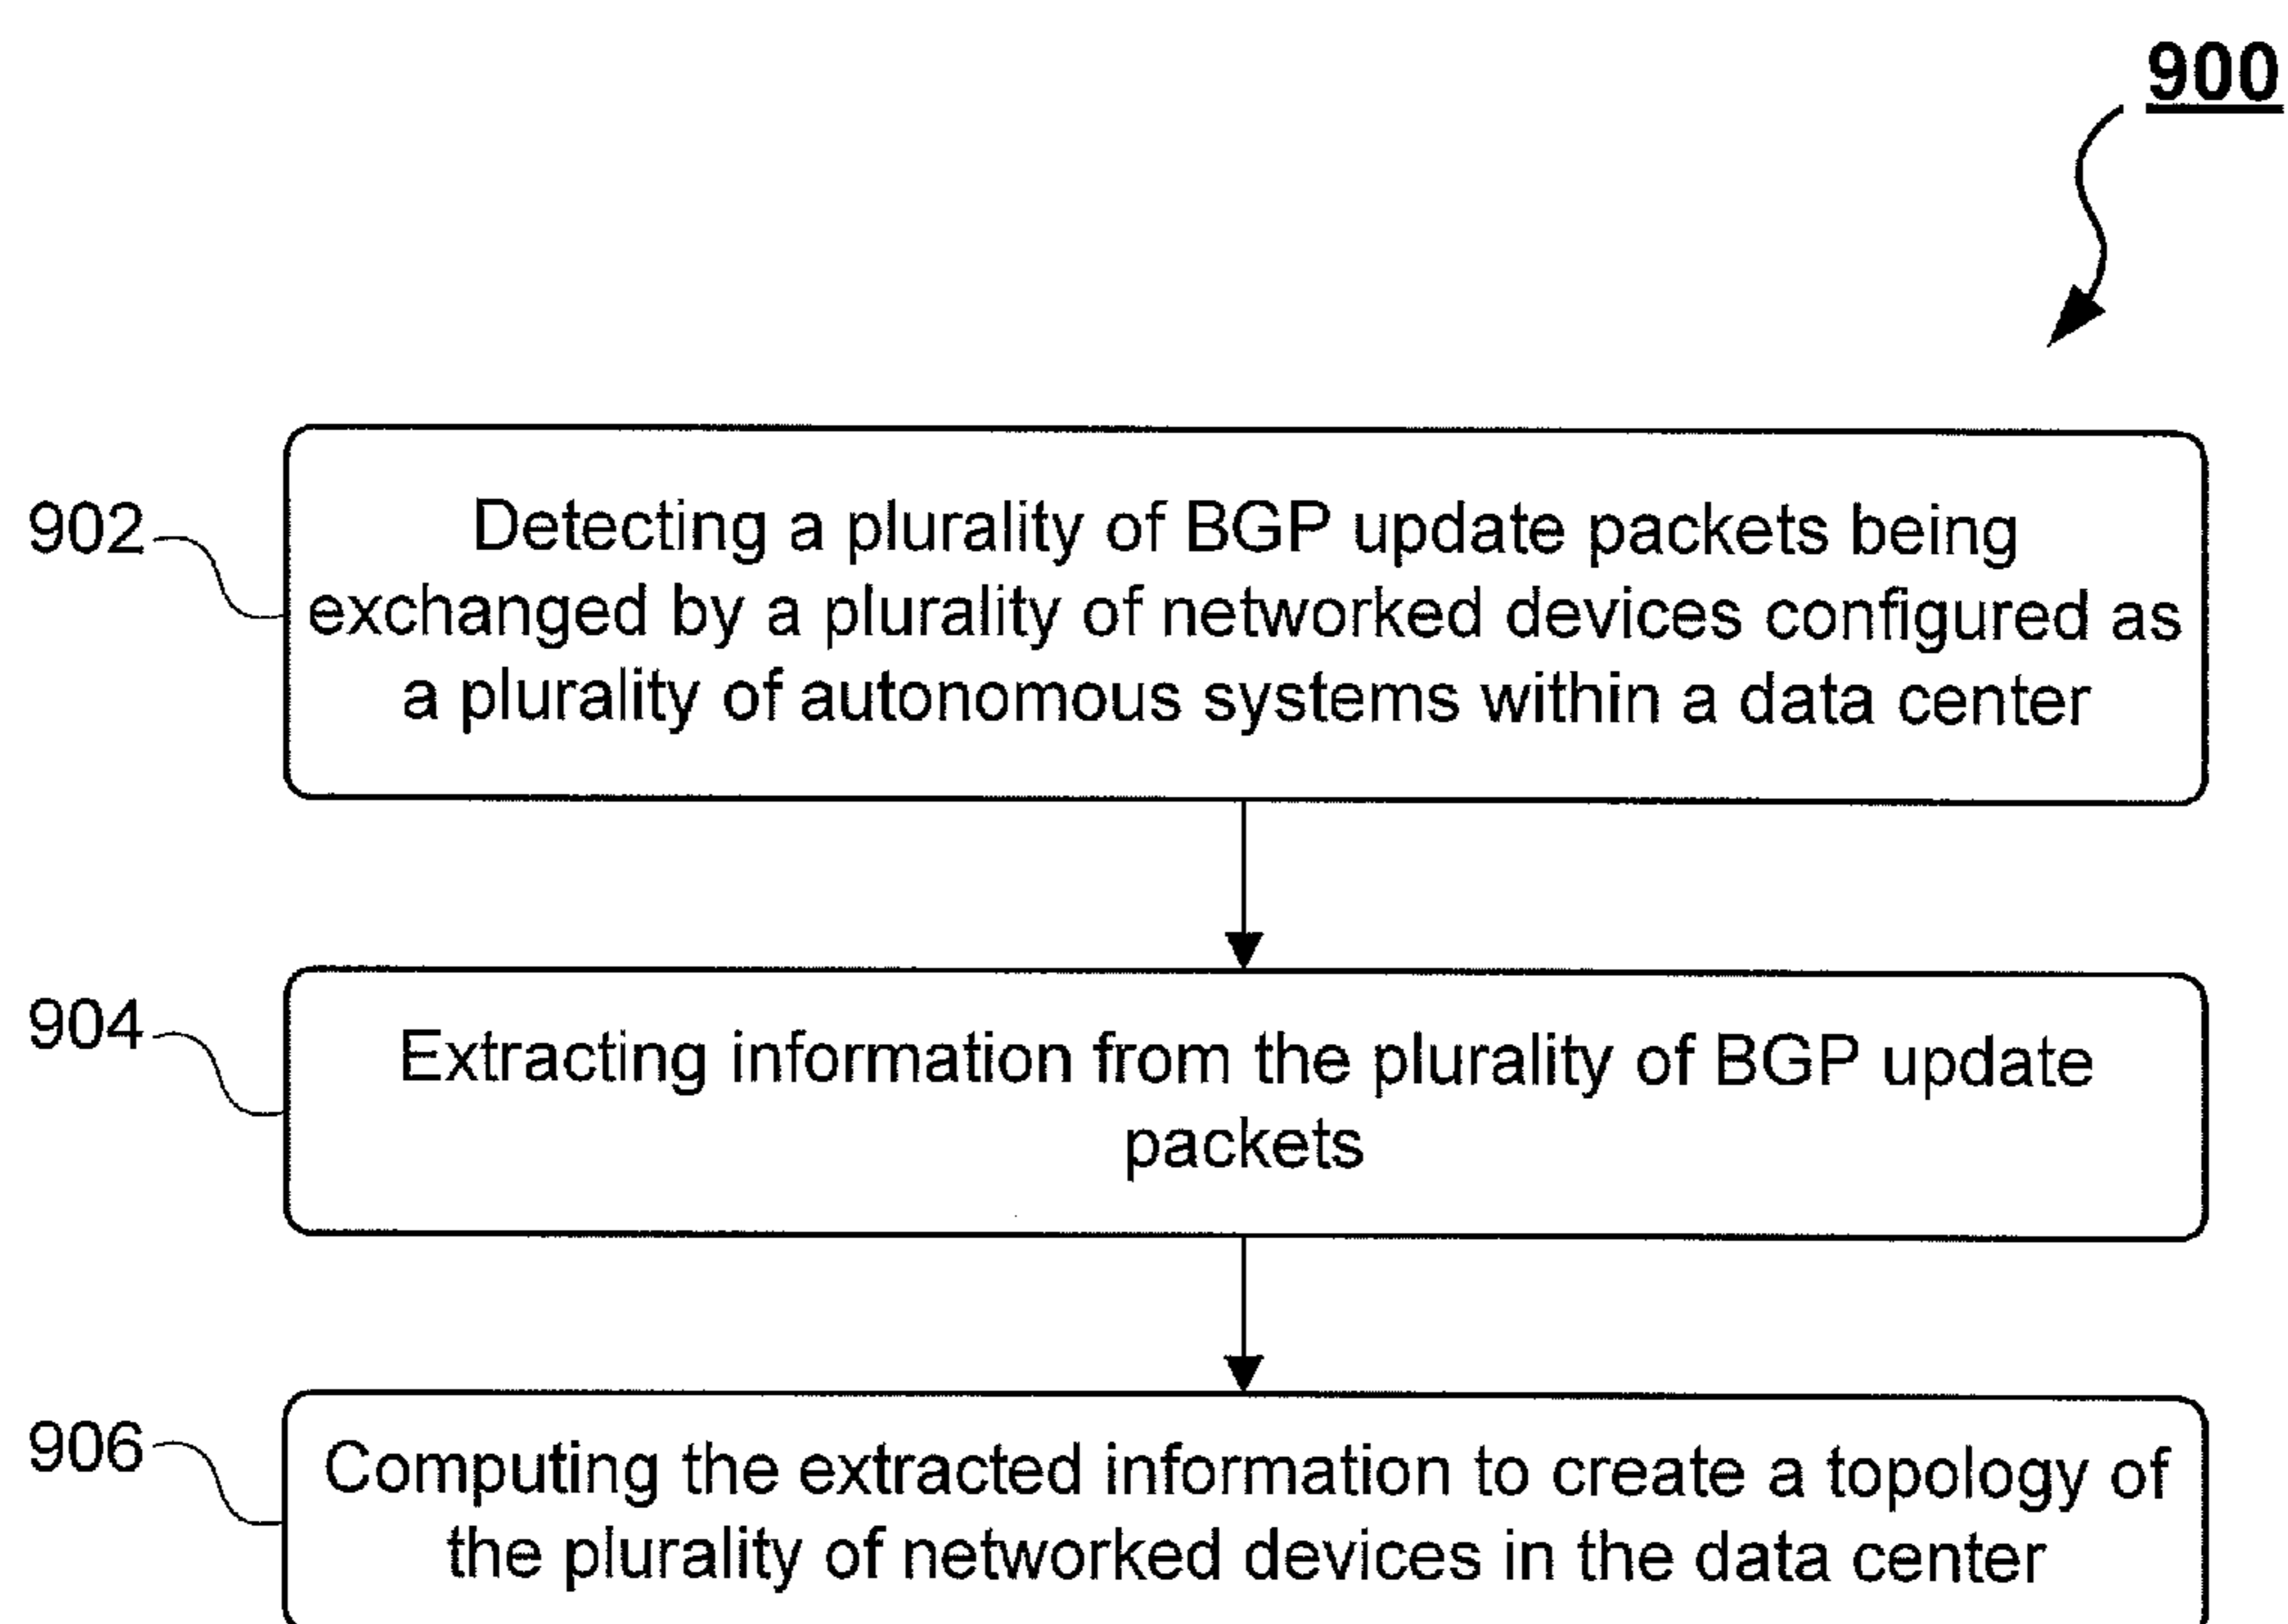 900
902
Detecting a plurality of BGP update packets being
exchanged by a plurality of networked devices configured as
a plurality of autonomous systems within a data center
904
Extracting information from the plurality of BGP update
packets
906
Computing the extracted information to create a topology of
the plurality of networked devices in the data center